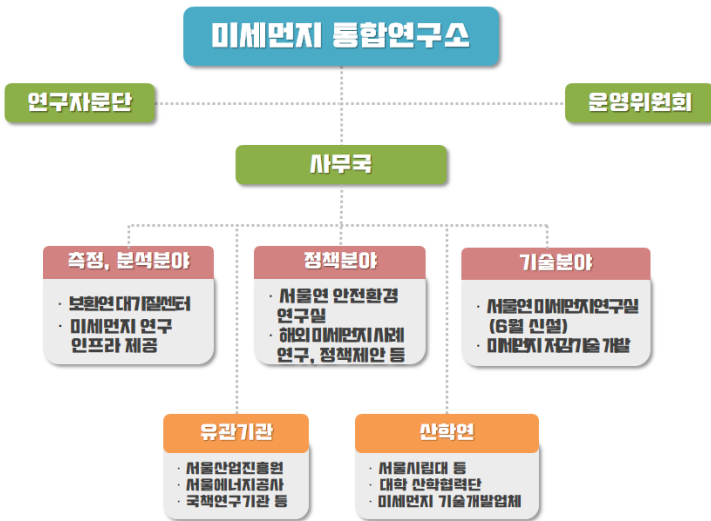 미세먼지 통합연구소
연구자문단
운영위원회
사무국
측정, 분석분야
· 보환연 대기질센터
· 미세먼지 연구
인프라 제공
정책분야
· 서울연 안전환경
연구실
· 해외 미세먼지 사례
연구, 정책제안 등
기술분야
· 서울연 미세먼지연구실
(6월 신설)
· 미세먼지 저감기술 개발
유관기관
· 서울산업진흥원
· 서울에너지공사
· 국책연구기관 등
산학연
· 서울시립대 등
· 대학 산학협력단
· 미세먼지 기술개발업체